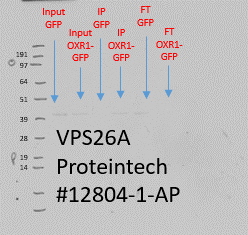 Input GFP
Input OXR1-GFP
IP GFP
IP OXR1-GFP
FT GFP
FT OXR1-GFP
191
97
64
51
39
28
19
14
VPS26A
Proteintech
#12804-1-AP